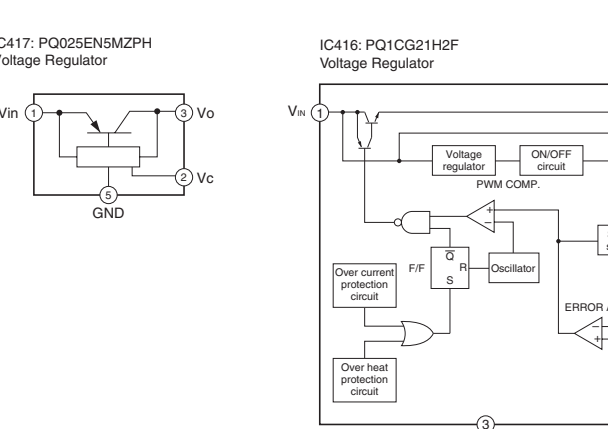 IC417: PQ025EN5MZPH
Voltage Regulator
Vin
1
3
Vo
2
Vc
5
GND
IC416: PQ1CG21H2F
Voltage Regulator
VIN
1
Voltage
regulator
ON/OFF
circuit
PWM COMP.
+
−
Q
F/F
R
S
Oscillator
Over current
protection
circuit
ERROR
−
+
Over heat
protection
circuit
3